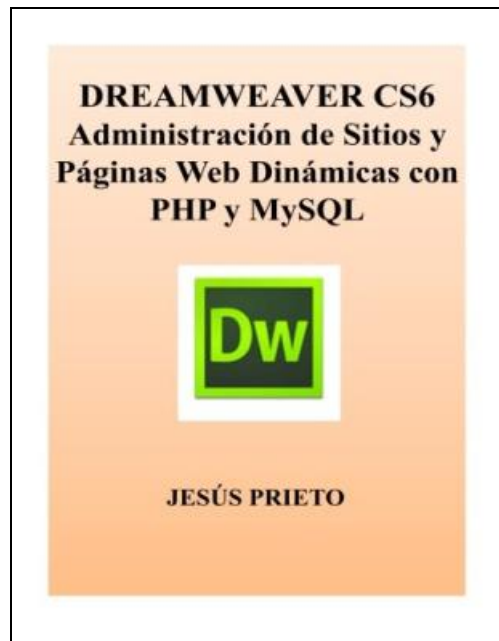 DREAMWEAVER CS6
Administración de Sitios y
Páginas Web Dinámicas con
PHP y MySQL
Dw
JESÚS PRIETO